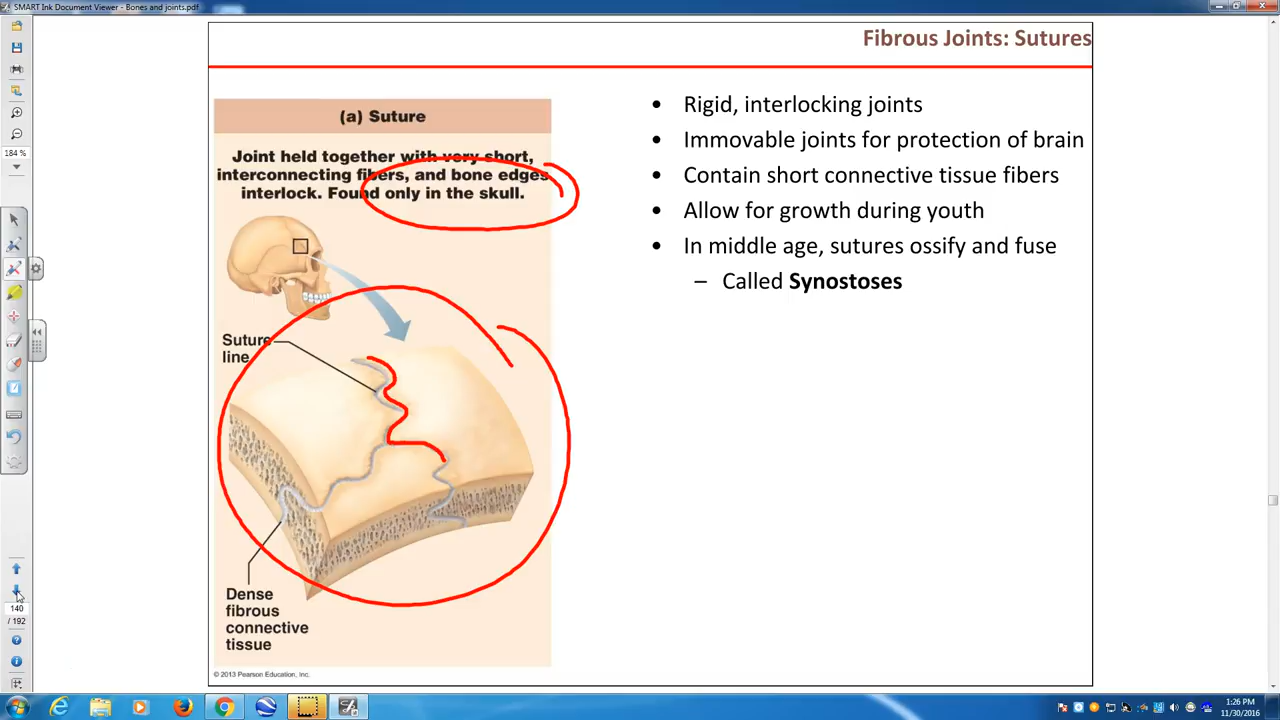 SMART Ink Document Viewer - Bones and joints.pdf
184 %
Fibrous Joints: Sutures
(a) Suture
Joint held together with very short,
interconnecting fibers, and bone edges
interlock. Found only in the skull.
Suture
line
Dense
fibrous
connective
tissue
© 2013 Pearson Education, Inc.
• Rigid, interlocking joints
• Immovable joints for protection of brain
• Contain short connective tissue fibers
• Allow for growth during youth
• In middle age, sutures ossify and fuse
– Called Synostoses
140
/ 192
1:26 PM
11/30/2016